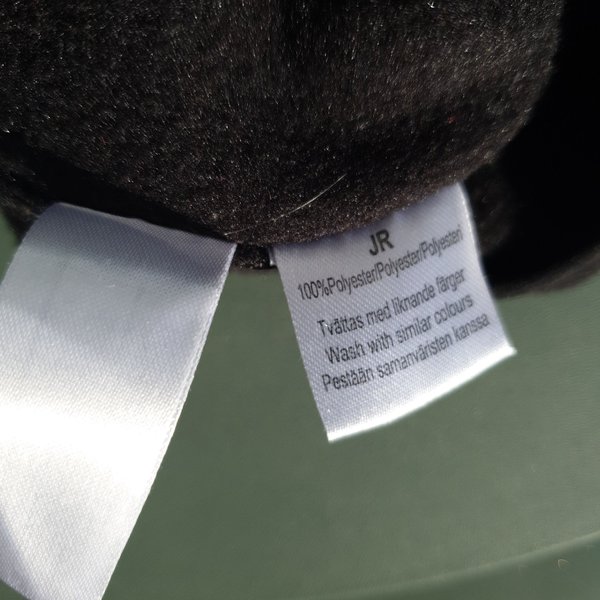 JR
100%Polyester/Polyester/Polyesteri
Tvättas med liknande färger
Wash with similar colours
Pestään samanväristen kanssa